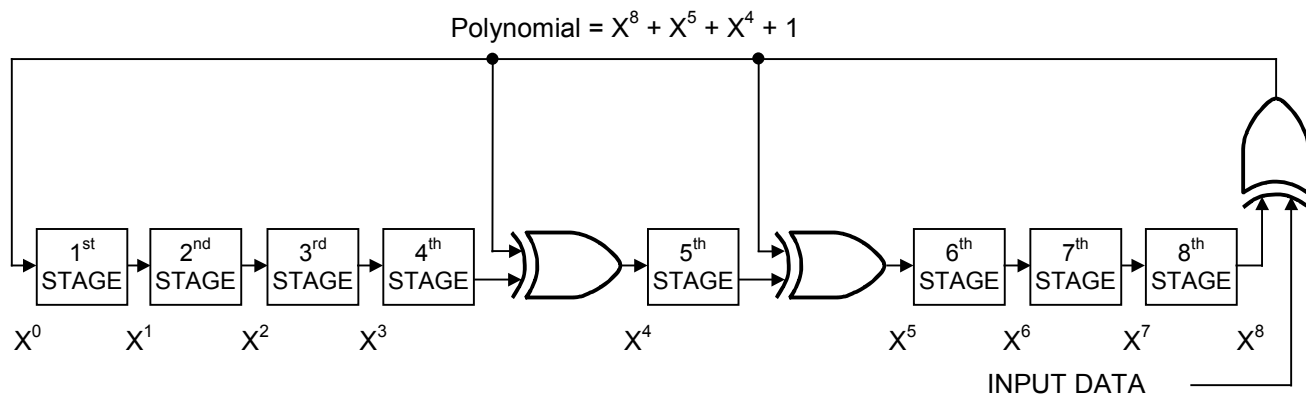 Polynomial = X⁸ + X⁵ + X⁴ + 1
1st STAGE
2nd STAGE
3rd STAGE
4th STAGE
5th STAGE
6th STAGE
7th STAGE
8th STAGE
X⁰ X¹ X² X³ X⁴ X⁵ X⁶ X⁷ X⁸
INPUT DATA